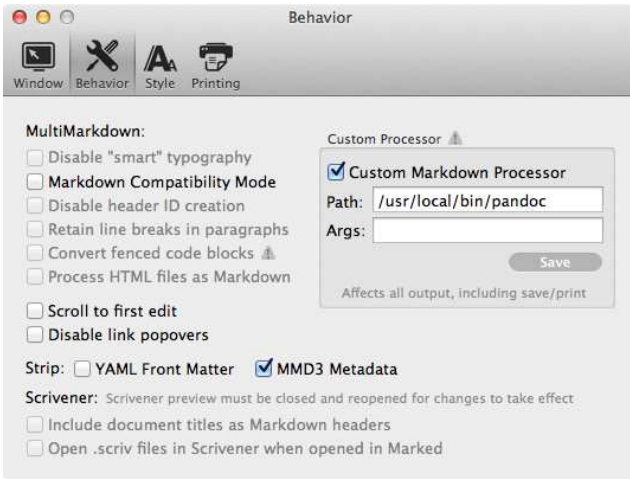 Behavior
Window Behavior Style Printing
MultiMarkdown:
Disable "smart" typography
Markdown Compatibility Mode
Disable header ID creation
Retain line breaks in paragraphs
Convert fenced code blocks
Process HTML files as Markdown
Custom Processor
Custom Markdown Processor
Path: /usr/local/bin/pandoc
Args:
Save
Affects all output, including save/print
Scroll to first edit
Disable link popovers
Strip: YAML Front Matter MMD3 Metadata
Scrivener: Scrivener preview must be closed and reopened for changes to take effect
Include document titles as Markdown headers
Open .scriv files in Scrivener when opened in Marked